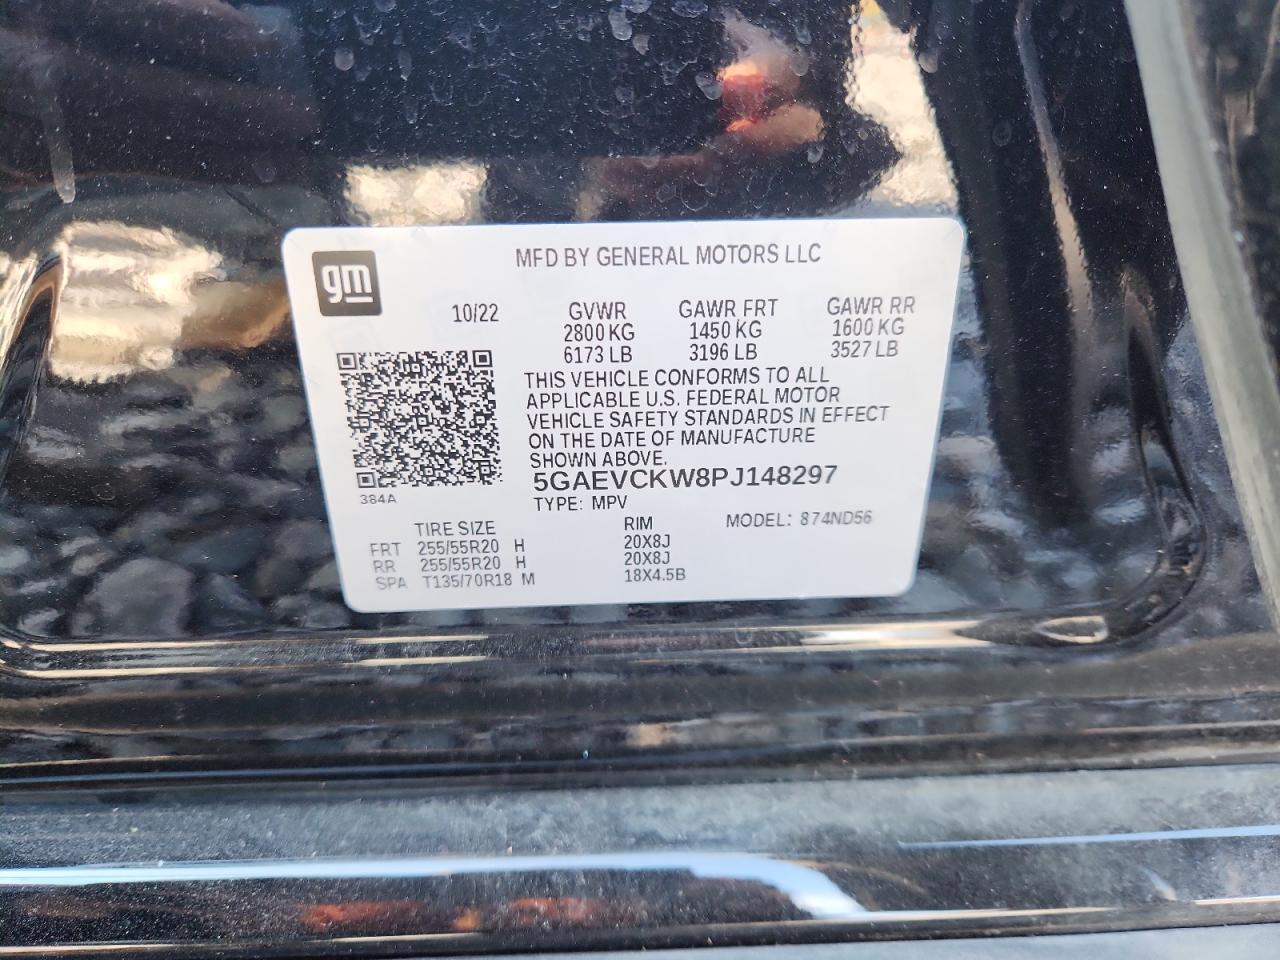 gm
MFD BY GENERAL MOTORS LLC
10/22 GVWR GAWR FRT GAWR RR
2800 KG 1450 KG 1600 KG
6173 LB 3196 LB 3527 LB
THIS VEHICLE CONFORMS TO ALL
APPLICABLE U.S. FEDERAL MOTOR
VEHICLE SAFETY STANDARDS IN EFFECT
ON THE DATE OF MANUFACTURE
SHOWN ABOVE.
5GAEVCKW8PJ148297
384A
TYPE: MPV
TIRE SIZE RIM MODEL: 874ND56
FRT 255/55R20 H 20X8J
RR 255/55R20 H 20X8J
SPA T135/70R18 M 18X4.5B